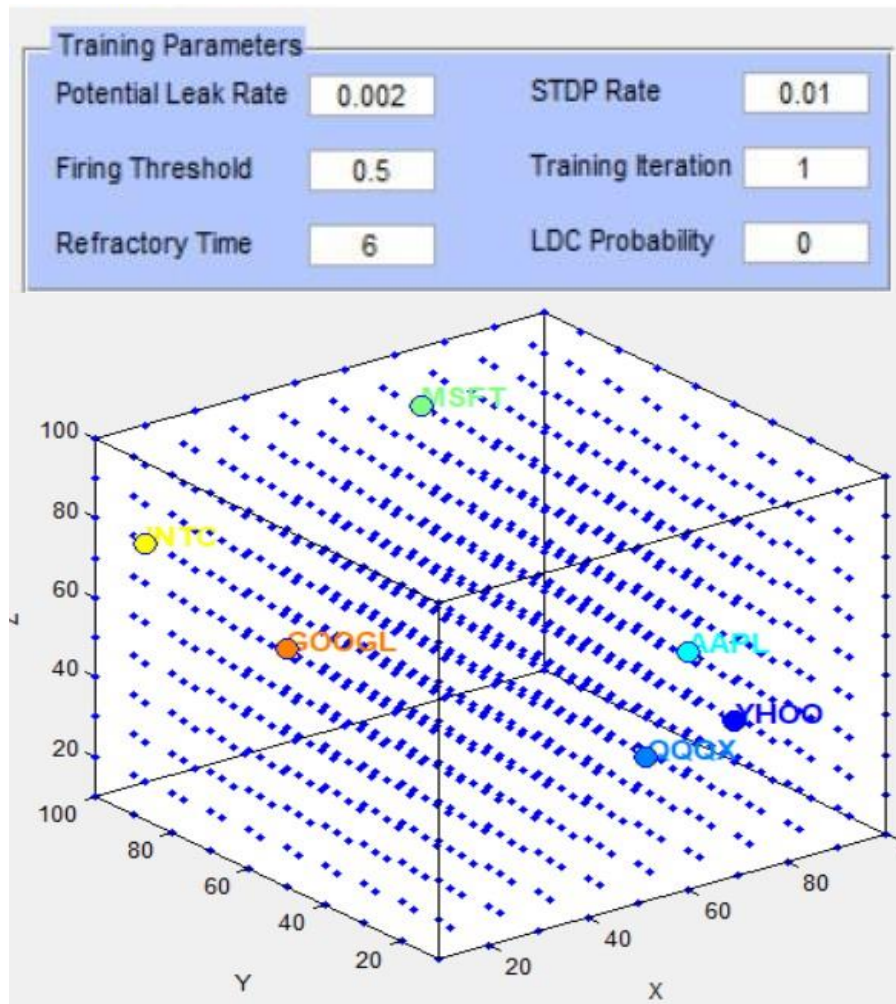 Training Parameters
Potential Leak Rate 0.002 STDP Rate 0.01
Firing Threshold 0.5 Training Iteration 1
Refractory Time 6 LDC Probability 0
MSFT
100
80
INTC
60
GOOGL
AAPL
40
YHOO
20
QQQX
100
80
60
40
20
Y
20
40
60
80
X